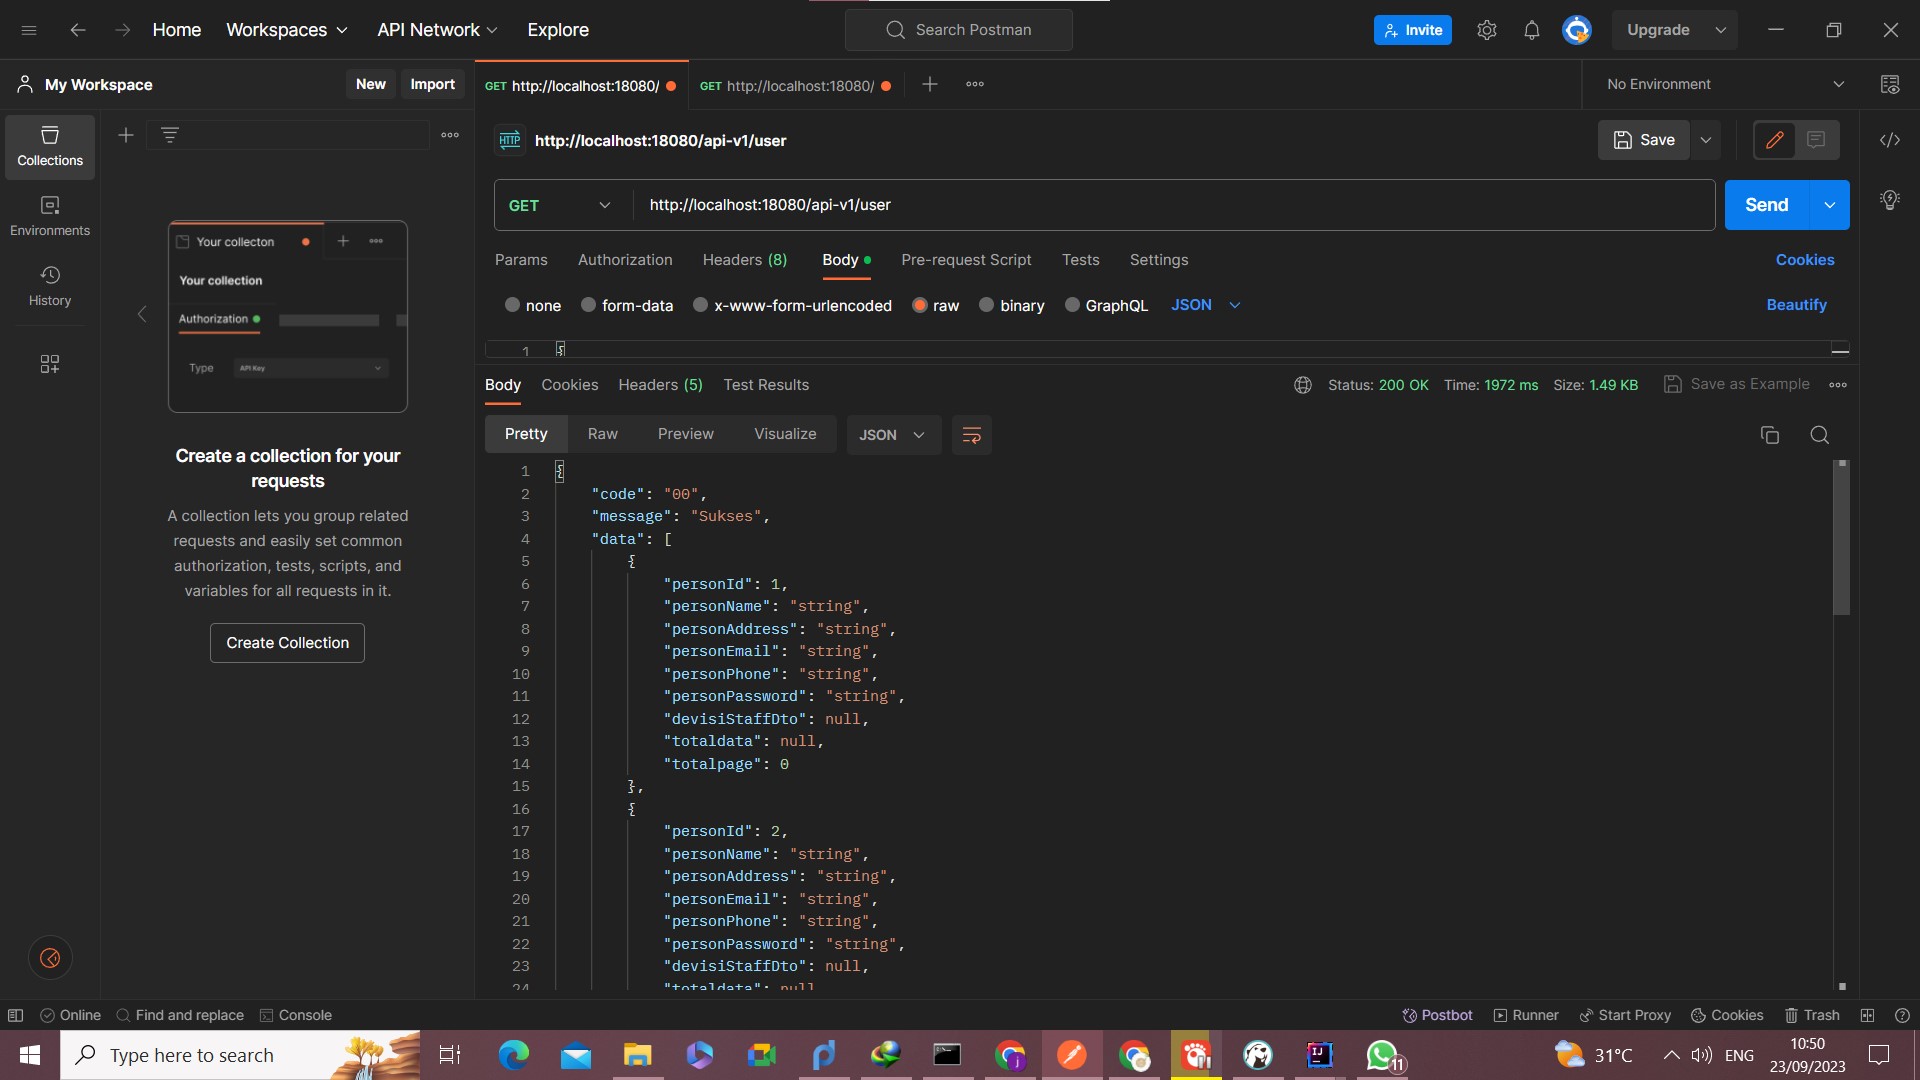 Home
Workspaces
API Network
Explore
Search Postman
Invite
Upgrade
My Workspace
New
Import
GET http://localhost:18080/
GET http://localhost:18080/
No Environment
Collections
Environments
History
HTTP
http://localhost:18080/api-v1/user
Save
GET
http://localhost:18080/api-v1/user
Send
Params
Authorization
Headers (8)
Body
Pre-request Script
Tests
Settings
Cookies
none
form-data
x-www-form-urlencoded
raw
binary
GraphQL
JSON
Beautify
1 {
Your collecton
Your collection
Authorization
Type
API Key
Create a collection for your
requests
A collection lets you group related
requests and easily set common
authorization, tests, scripts, and
variables for all requests in it.
Create Collection
Body
Cookies
Headers (5)
Test Results
Status: 200 OK
Time: 1972 ms
Size: 1.49 KB
Save as Example
Pretty
Raw
Preview
Visualize
JSON
1 {
2 "code": "00",
3 "message": "Sukses",
4 "data": [
5 {
6 "personId": 1,
7 "personName": "string",
8 "personAddress": "string",
9 "personEmail": "string",
10 "personPhone": "string",
11 "personPassword": "string",
12 "devisiStaffDto": null,
13 "totaldata": null,
14 "totalpage": 0
15 },
16 {
17 "personId": 2,
18 "personName": "string",
19 "personAddress": "string",
20 "personEmail": "string",
21 "personPhone": "string",
22 "personPassword": "string",
23 "devisiStaffDto": null,
24 "totaldata": null
Online
Find and replace
Console
Postbot
Runner
Start Proxy
Cookies
Trash
Type here to search
IJ
11
31°C
ENG
10:50
23/09/2023